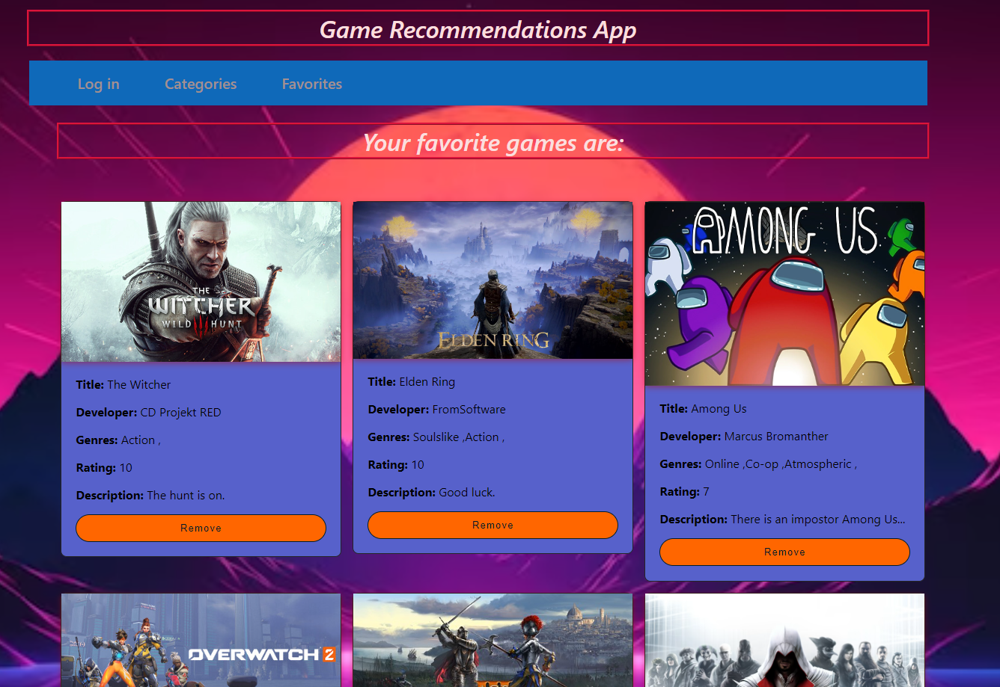 Game Recommendations App
Log in
Categories
Favorites
Your favorite games are:
THE
WITCHER
WILD HUNT
Title: The Witcher
Developer: CD Projekt RED
Genres: Action ,
Rating: 10
Description: The hunt is on.
Remove
ELDEN RING
Title: Elden Ring
Developer: FromSoftware
Genres: Soulslike ,Action ,
Rating: 10
Description: Good luck.
Remove
AMONG US
Title: Among Us
Developer: Marcus Bromanther
Genres: Online ,Co-op ,Atmospheric ,
Rating: 7
Description: There is an impostor Among Us...
Remove
OVERWATCH 2